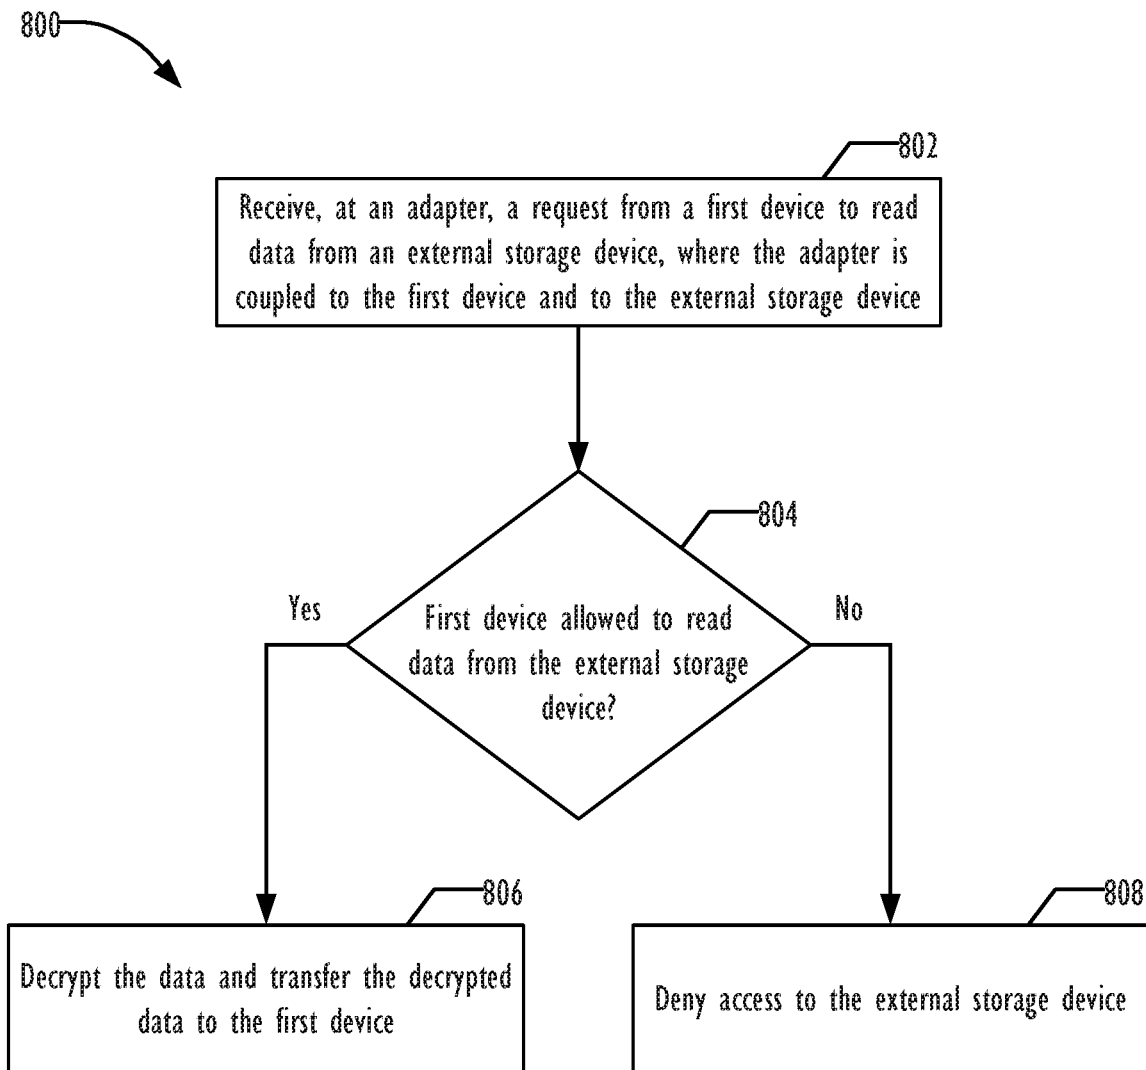 800
802
Receive, at an adapter, a request from a first device to read
data from an external storage device, where the adapter is
coupled to the first device and to the external storage device
804
Yes
No
First device allowed to read
data from the external storage
device?
806
808
Decrypt the data and transfer the decrypted
data to the first device
Deny access to the external storage device